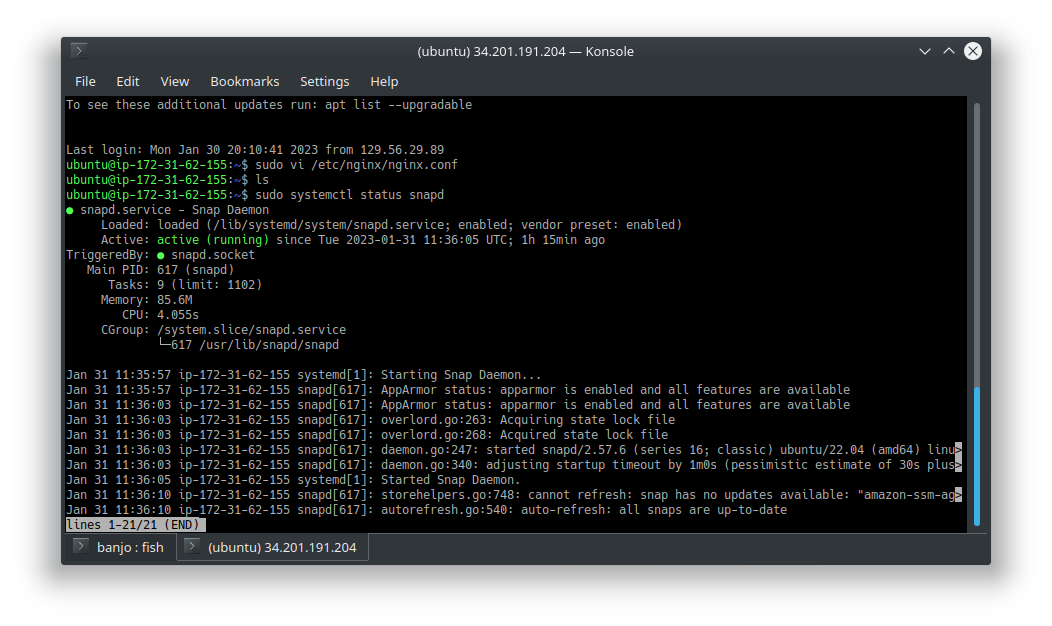 (ubuntu) 34.201.191.204 — Konsole
File Edit View Bookmarks Settings Help
To see these additional updates run: apt list --upgradable
Last login: Mon Jan 30 20:10:41 2023 from 129.56.29.89
ubuntu@ip-172-31-62-155:~$ sudo vi /etc/nginx/nginx.conf
ubuntu@ip-172-31-62-155:~$ ls
ubuntu@ip-172-31-62-155:~$ sudo systemctl status snapd
● snapd.service - Snap Daemon
Loaded: loaded (/lib/systemd/system/snapd.service; enabled; vendor preset: enabled)
Active: active (running) since Tue 2023-01-31 11:36:05 UTC; 1h 15min ago
TriggeredBy: ● snapd.socket
Main PID: 617 (snapd)
Tasks: 9 (limit: 1102)
Memory: 85.6M
CPU: 4.055s
CGroup: /system.slice/snapd.service
└─617 /usr/lib/snapd/snapd
Jan 31 11:35:57 ip-172-31-62-155 systemd[1]: Starting Snap Daemon...
Jan 31 11:35:57 ip-172-31-62-155 snapd[617]: AppArmor status: apparmor is enabled and all features are available
Jan 31 11:36:03 ip-172-31-62-155 snapd[617]: AppArmor status: apparmor is enabled and all features are available
Jan 31 11:36:03 ip-172-31-62-155 snapd[617]: overlord.go:263: Acquiring state lock file
Jan 31 11:36:03 ip-172-31-62-155 snapd[617]: overlord.go:268: Acquired state lock file
Jan 31 11:36:03 ip-172-31-62-155 snapd[617]: daemon.go:247: started snapd/2.57.6 (series 16; classic) ubuntu/22.04 (amd64) linu>
Jan 31 11:36:03 ip-172-31-62-155 snapd[617]: daemon.go:340: adjusting startup timeout by 1m0s (pessimistic estimate of 30s plus>
Jan 31 11:36:05 ip-172-31-62-155 systemd[1]: Started Snap Daemon.
Jan 31 11:36:10 ip-172-31-62-155 snapd[617]: storehelpers.go:748: cannot refresh: snap has no updates available: "amazon-ssm-ag>
Jan 31 11:36:10 ip-172-31-62-155 snapd[617]: autorefresh.go:540: auto-refresh: all snaps are up-to-date
lines 1-21/21 (END)
banjo : fish (ubuntu) 34.201.191.204